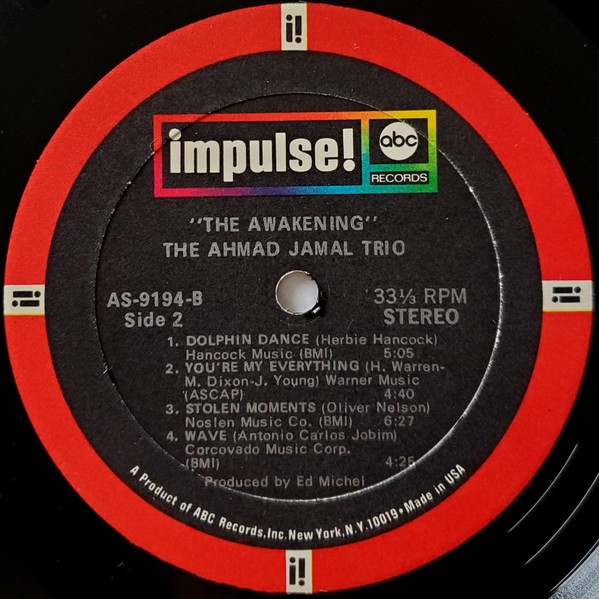 i!
impulse!
abc
RECORDS
"THE AWAKENING"
THE AHMAD JAMAL TRIO
AS-9194-B
Side 2
33⅓ RPM
STEREO
1. DOLPHIN DANCE (Herbie Hancock)
Hancock Music (BMI) 5:05
2. YOU'RE MY EVERYTHING (H. Warren-
M. Dixon-J. Young) Warner Music
(ASCAP) 4:40
3. STOLEN MOMENTS (Oliver Nelson)
Noslen Music Co. (BMI) 6:27
4. WAVE (Antonio Carlos Jobim)
Corcovado Music Corp.
(BMI) 4:25
Produced by Ed Michel
A Product of ABC Records, Inc. New York, N.Y. 10019 • Made in USA
i!
i!
i!